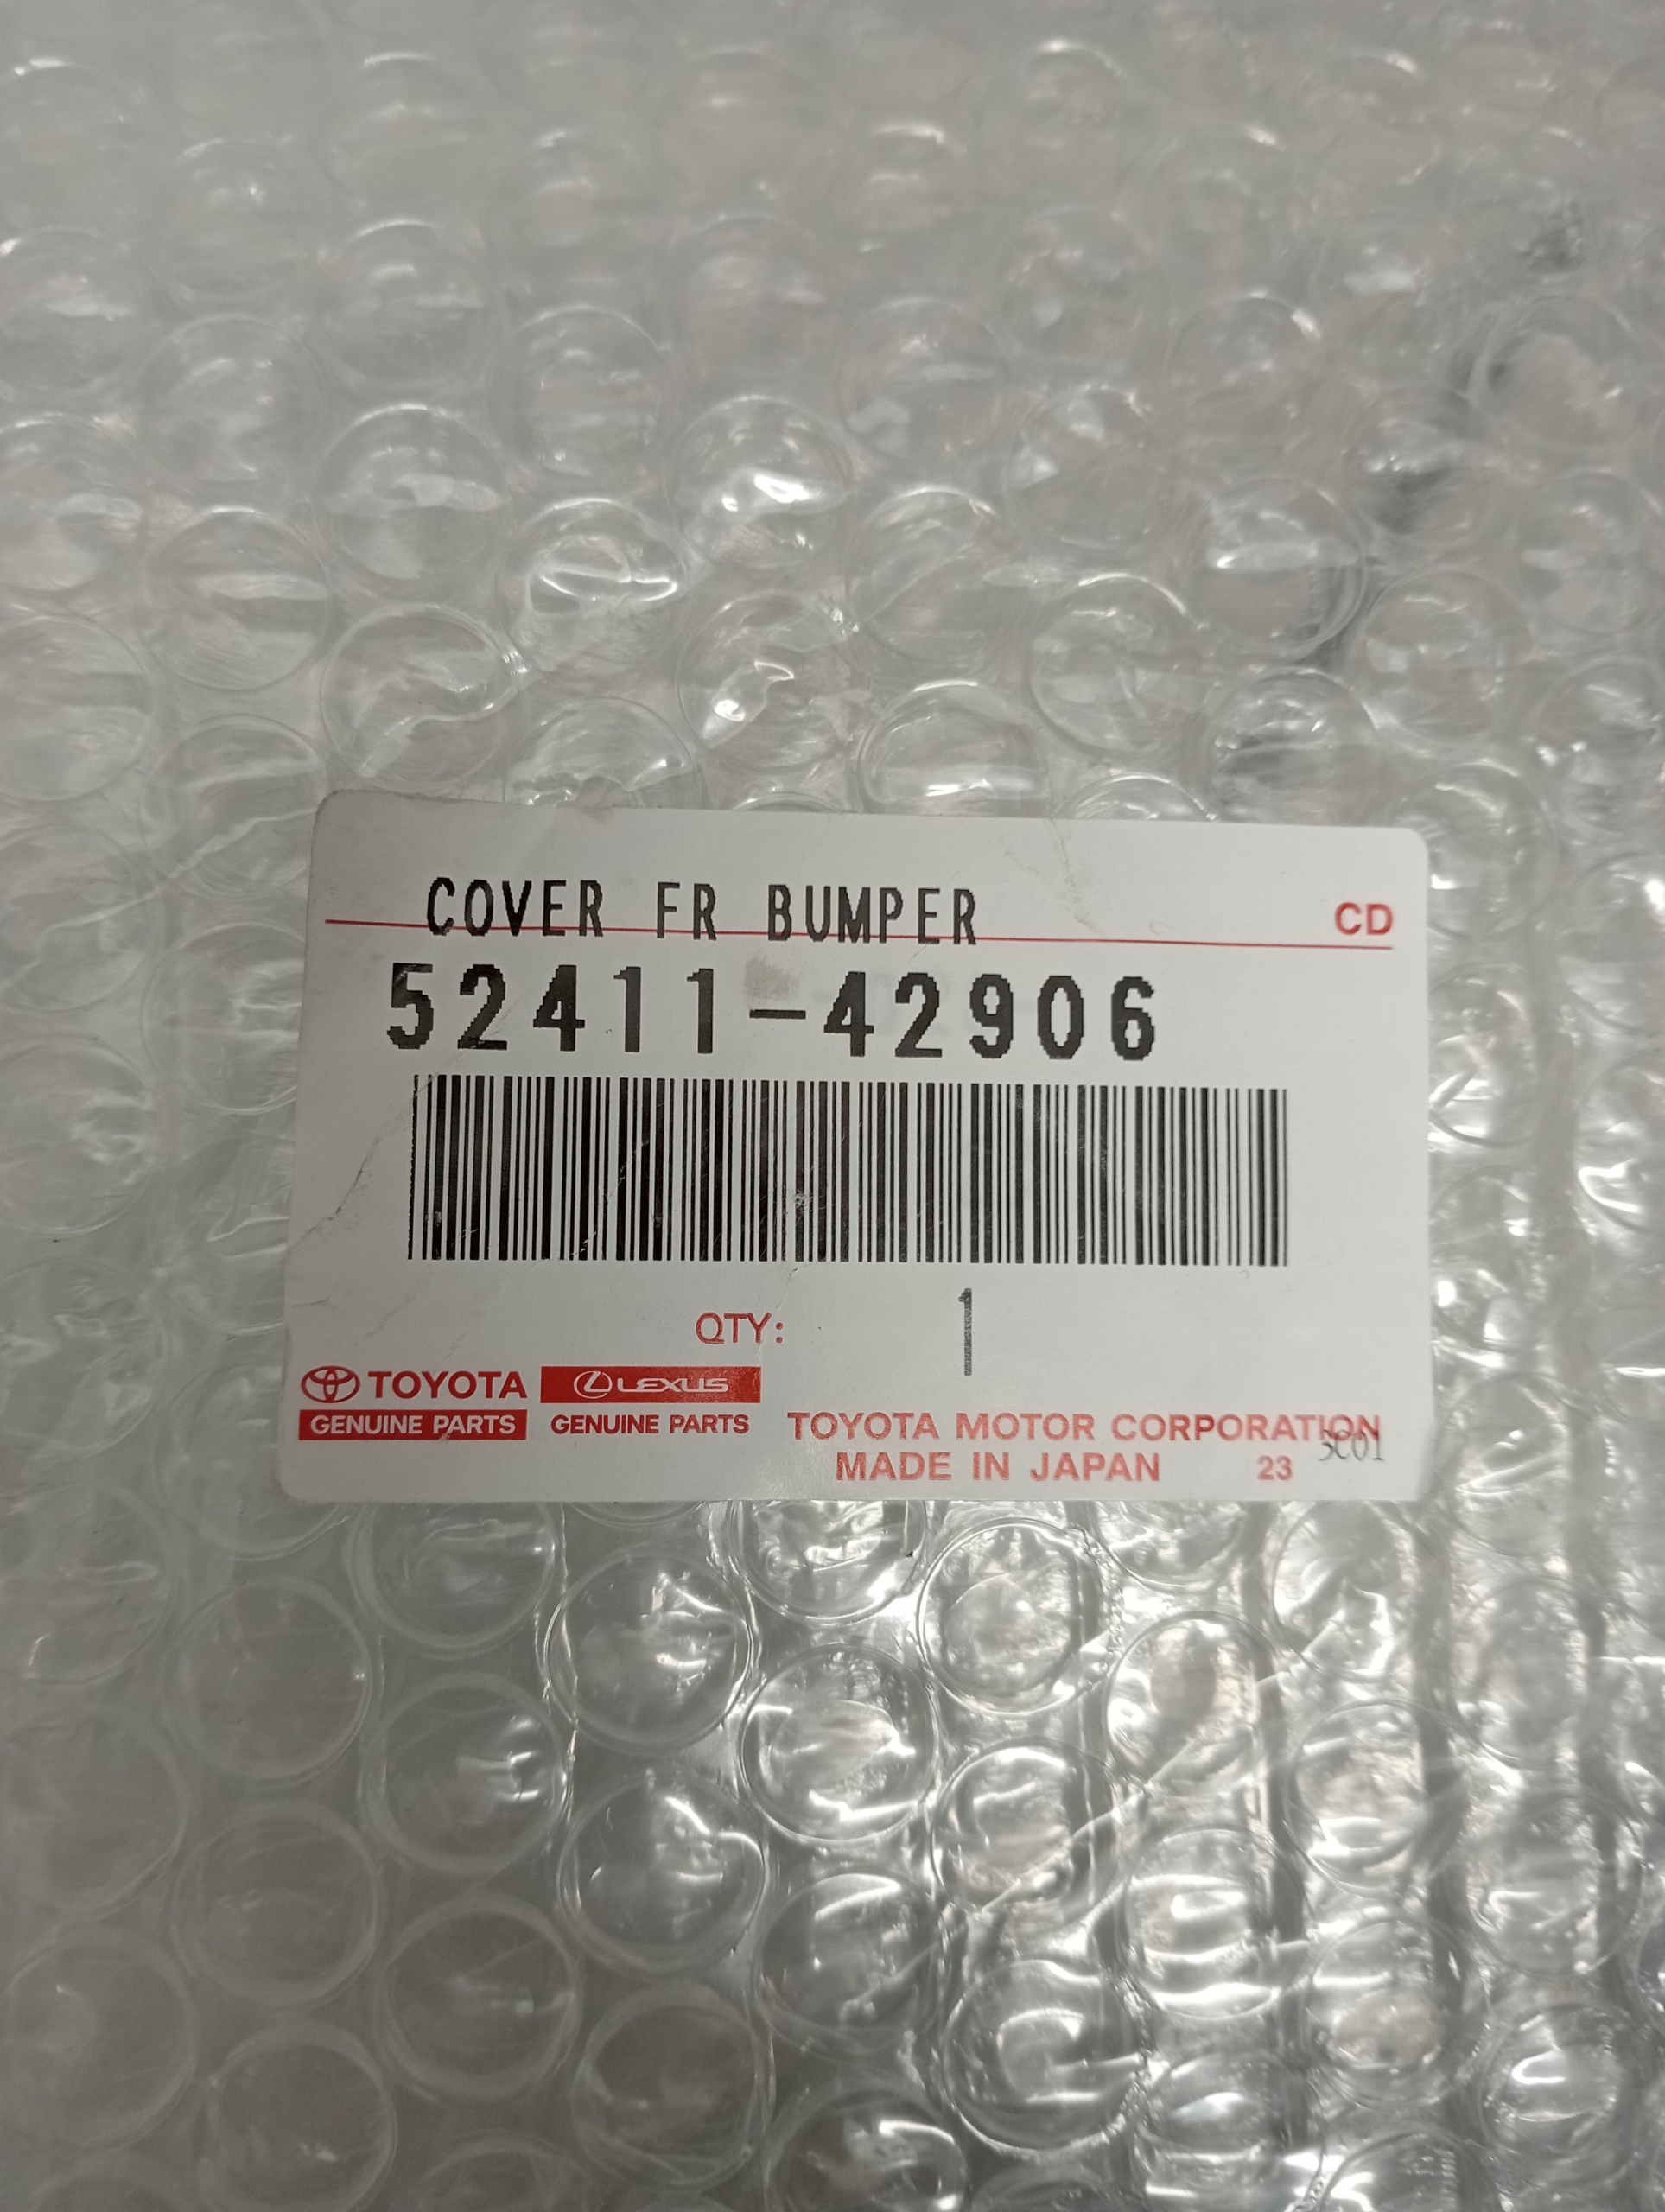 COVER FR BUMPER
CD
52411-42906
QTY: 1
TOYOTA
GENUINE PARTS
LEXUS
GENUINE PARTS
TOYOTA MOTOR CORPORATION
MADE IN JAPAN 23 3C01